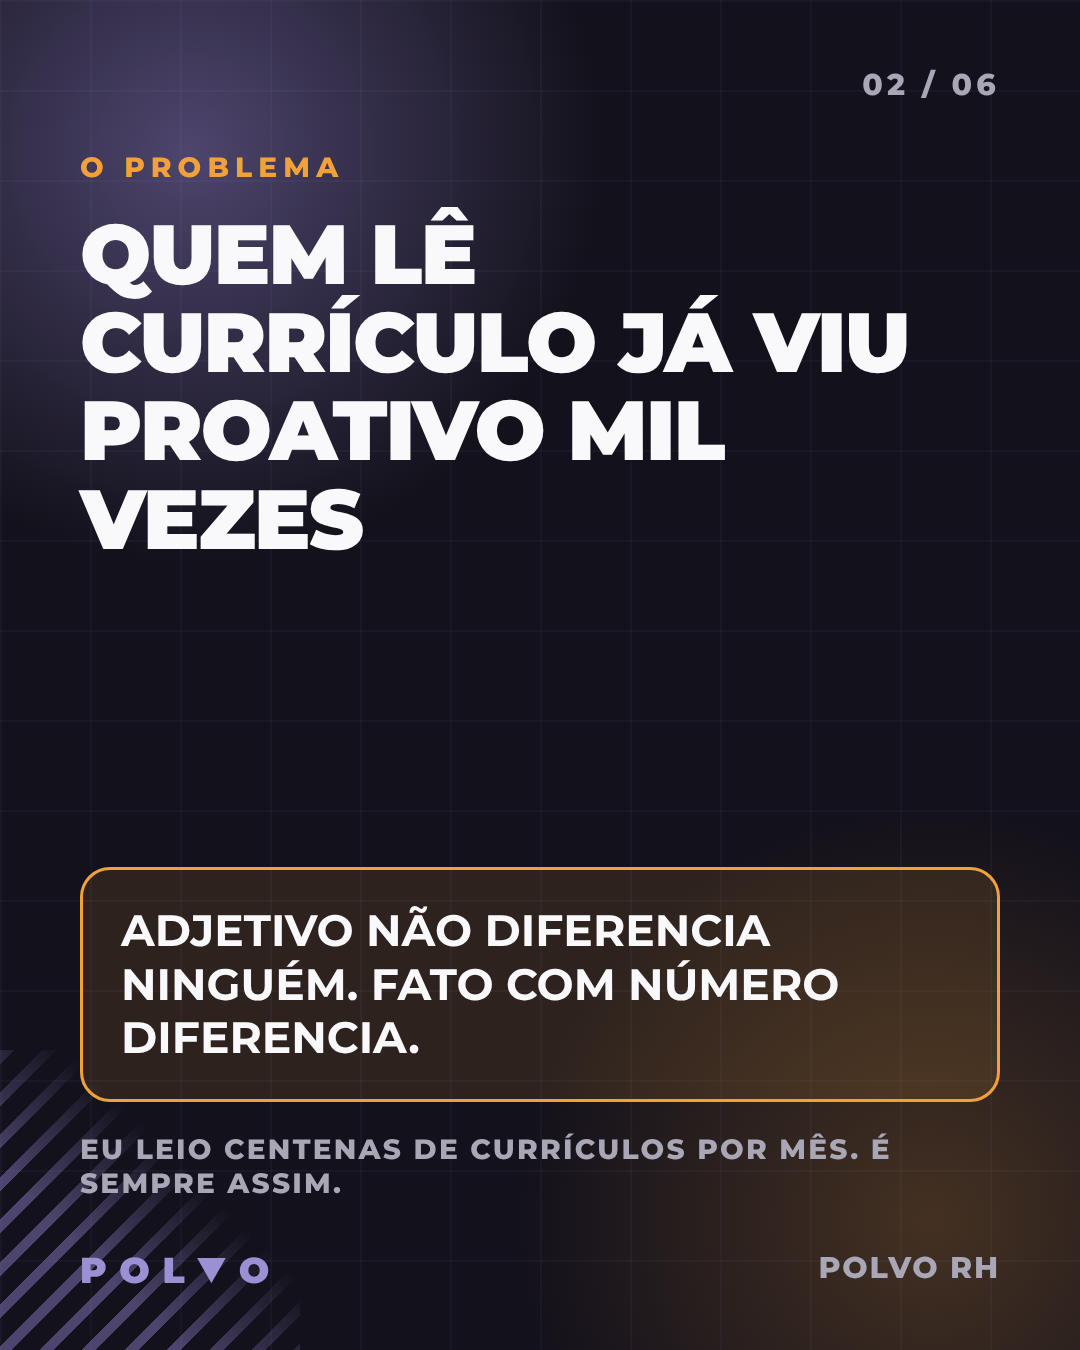 02 / 06
O PROBLEMA
QUEM LÊ
CURRÍCULO JÁ VIU
PROATIVO MIL
VEZES
ADJETIVO NÃO DIFERENCIA
NINGUÉM. FATO COM NÚMERO
DIFERENCIA.
EU LEIO CENTENAS DE CURRÍCULOS POR MÊS. É
SEMPRE ASSIM.
POLVO
POLVO RH